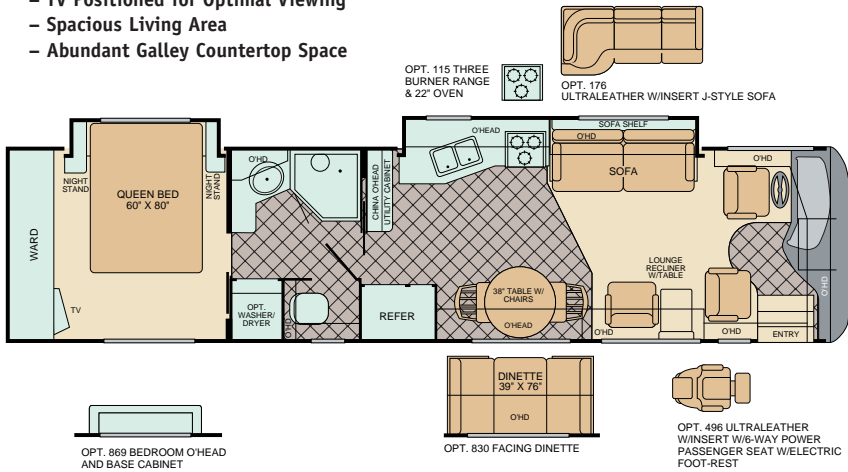 – TV Positioned for Optimal Viewing
– Spacious Living Area
– Abundant Galley Countertop Space
OPT. 115 THREE
BURNER RANGE
& 22" OVEN
OPT. 176
ULTRALEATHER W/INSERT J-STYLE SOFA
NIGHT
STAND
QUEEN BED
60" X 80"
NIGHT
STAND
WARD
TV
O'HD
CHINA O'HEAD
UTILITY CABINET
O'HEAD
SOFA SHELF
O'HD
SOFA
O'HD
OPT.
WASHER/
DRYER
O'HD
REFER
38" TABLE W/
CHAIRS
O'HEAD
LOUNGE
RECLINER
W/TABLE
O'HD
O'HD
ENTRY
O'HD
OPT. 869 BEDROOM O'HEAD
AND BASE CABINET
DINETTE
39" X 76"
O'HD
OPT. 830 FACING DINETTE
OPT. 496 ULTRALEATHER
W/INSERT W/6-WAY POWER
PASSENGER SEAT W/ELECTRIC
FOOT-REST